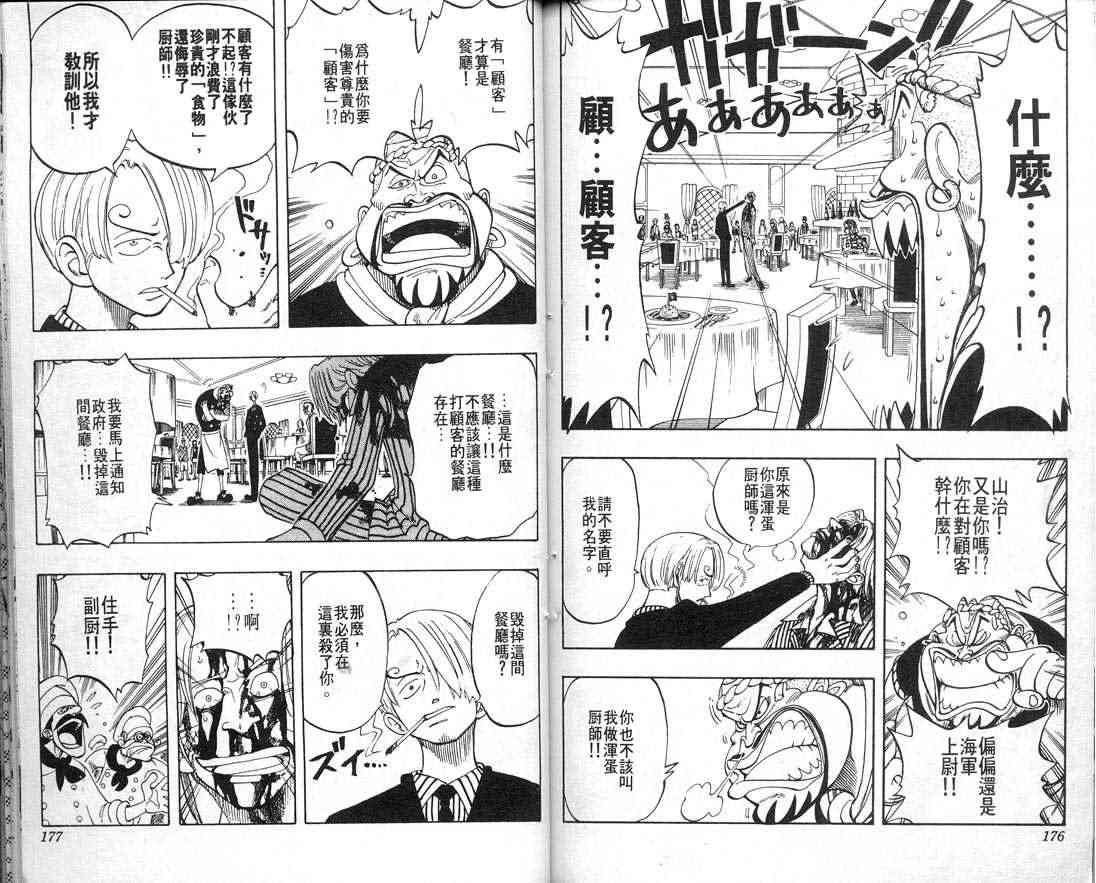 ガガーン!!
ああああぁぁ
什麼………!?
顧…顧客…!?
山治!
又是你嗎!?
你在對顧客
幹什麼!?
偏偏還是
海軍
上尉!
原來是
你這渾蛋
厨師嗎?
請不要直呼
我的名字。
你也不該叫
我做渾蛋
厨師!!
176
有「顧客」
才算是
餐廳!
爲什麼你要
傷害尊貴的
「顧客」!?
顧客有什麼了
不起!?這傢伙
剛才浪費了
珍貴的「食物」,
還侮辱了
厨師!!
所以我才
教訓他!
ドサッ
…這是什麼
餐廳…!!
不應該讓這種
打顧客的餐廳
存在…
我要馬上通知
政府…毀掉這
間餐廳…!!
毀掉這間
餐廳嗎?
那麼,
我必須在
這裏殺了你。
ズイ……
…啊
…!?
住手!
副厨!!
177